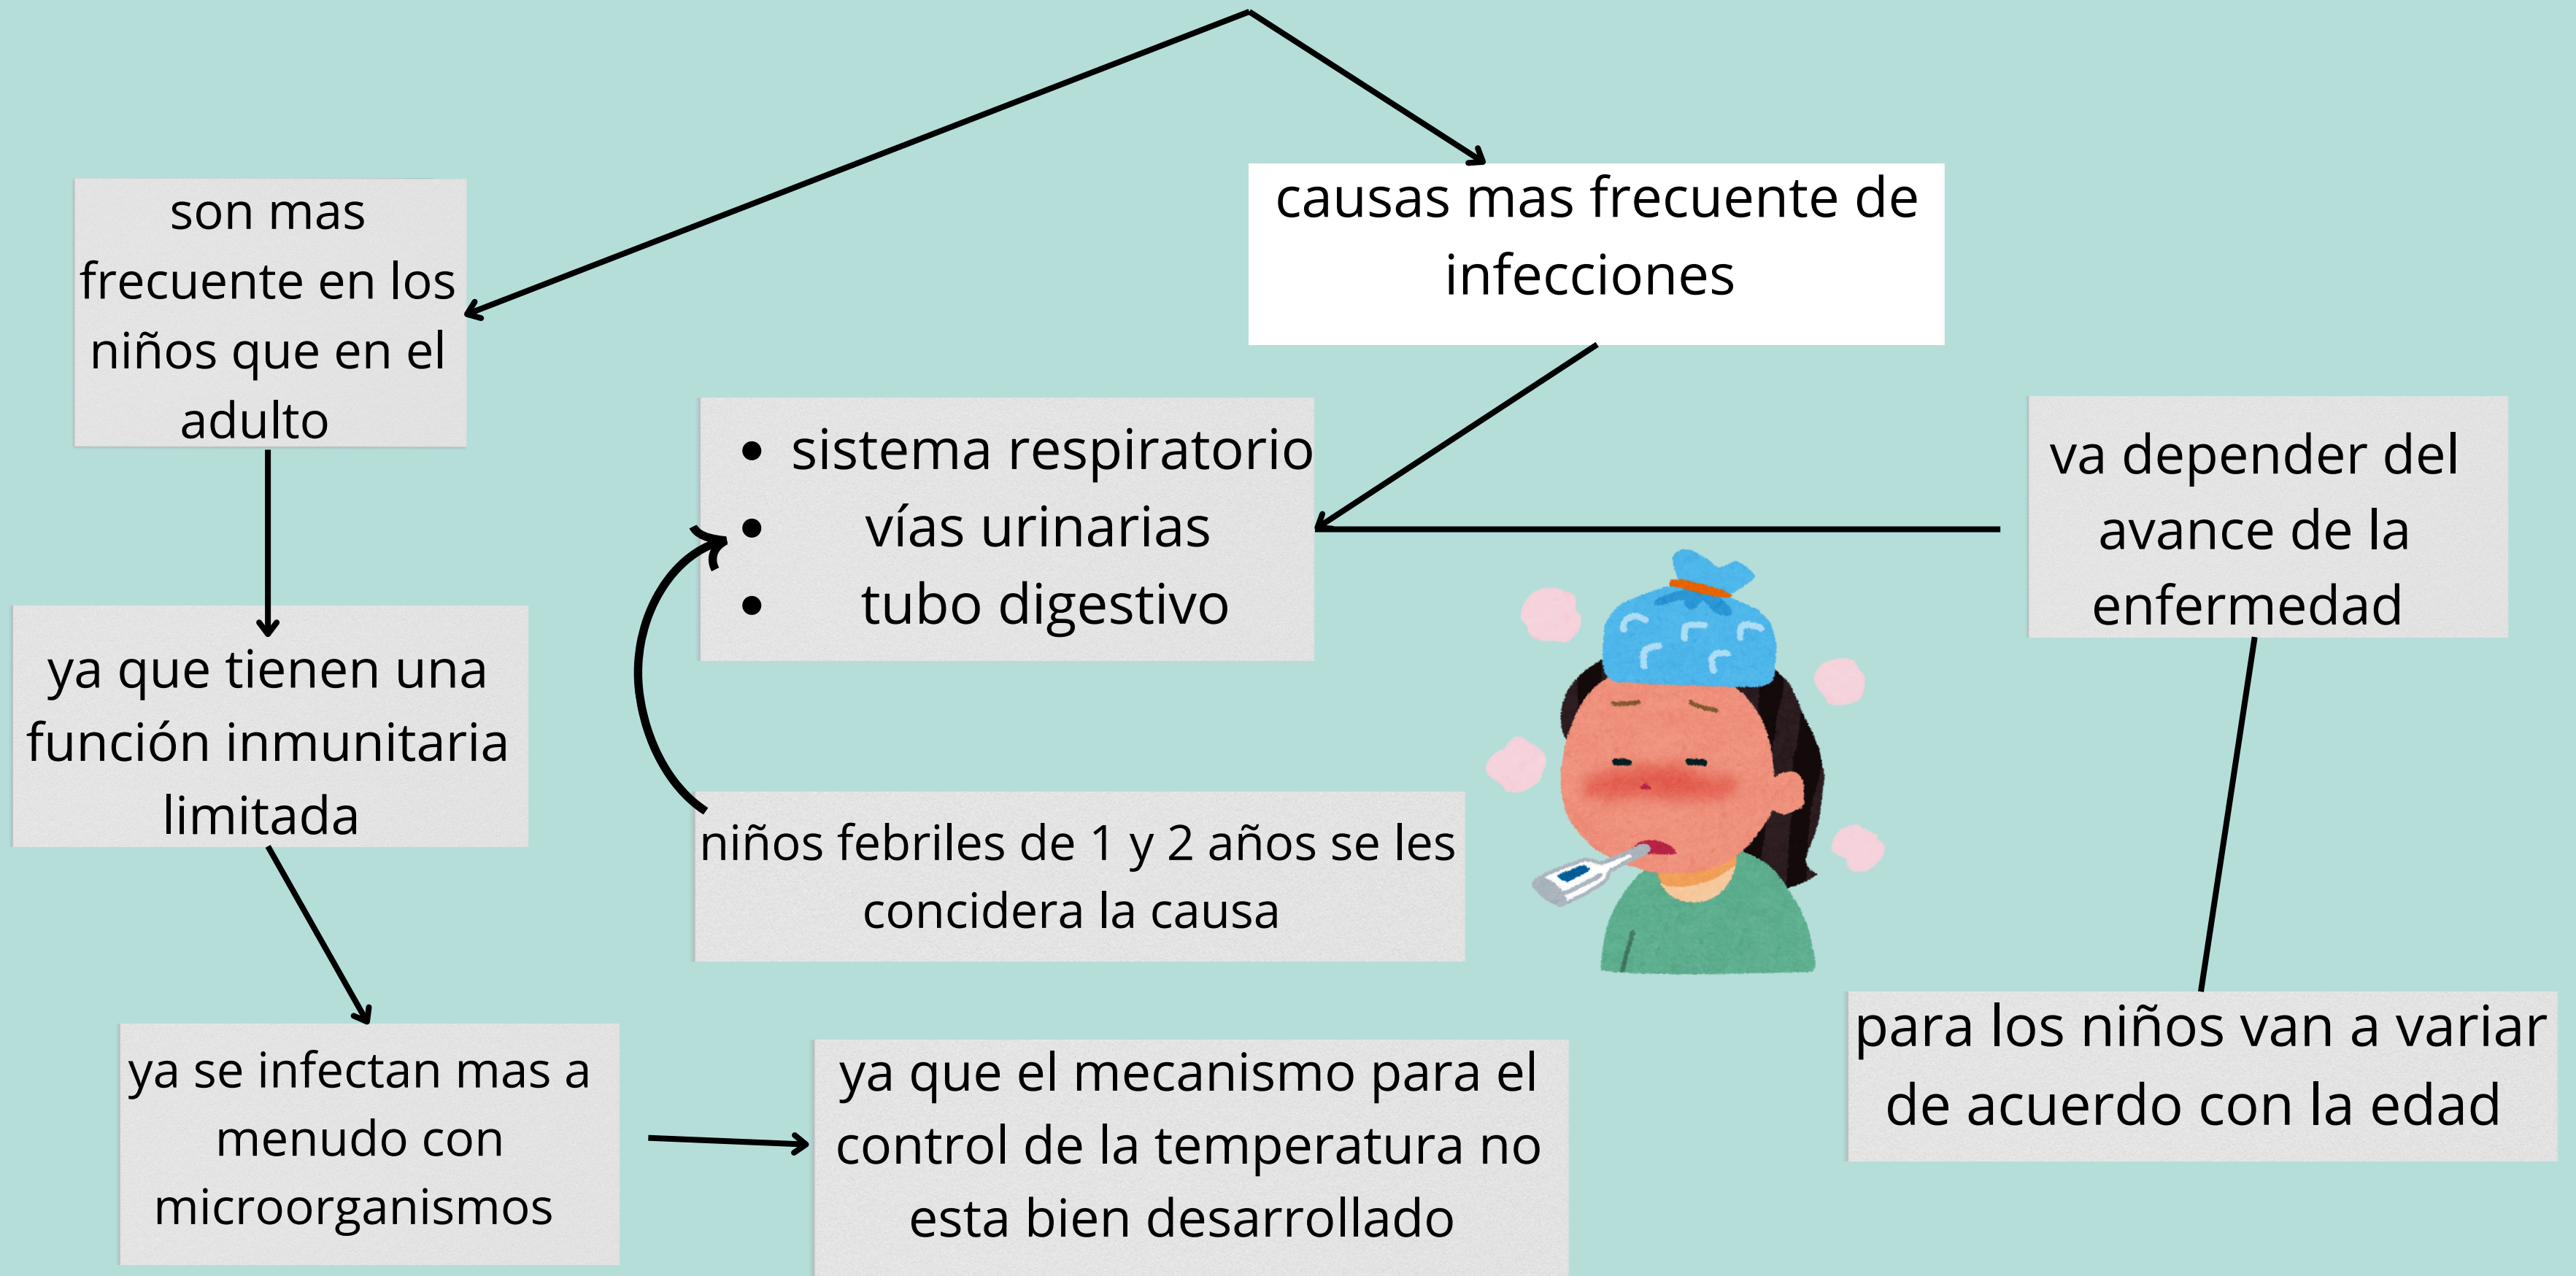 son mas
frecuente en los
niños que en el
adulto
causas mas frecuente de
infecciones
• sistema respiratorio
• vías urinarias
• tubo digestivo
va depender del
avance de la
enfermedad
ya que tienen una
función inmunitaria
limitada
niños febriles de 1 y 2 años se les
concidera la causa
ya se infectan mas a
menudo con
microorganismos
ya que el mecanismo para el
control de la temperatura no
esta bien desarrollado
para los niños van a variar
de acuerdo con la edad